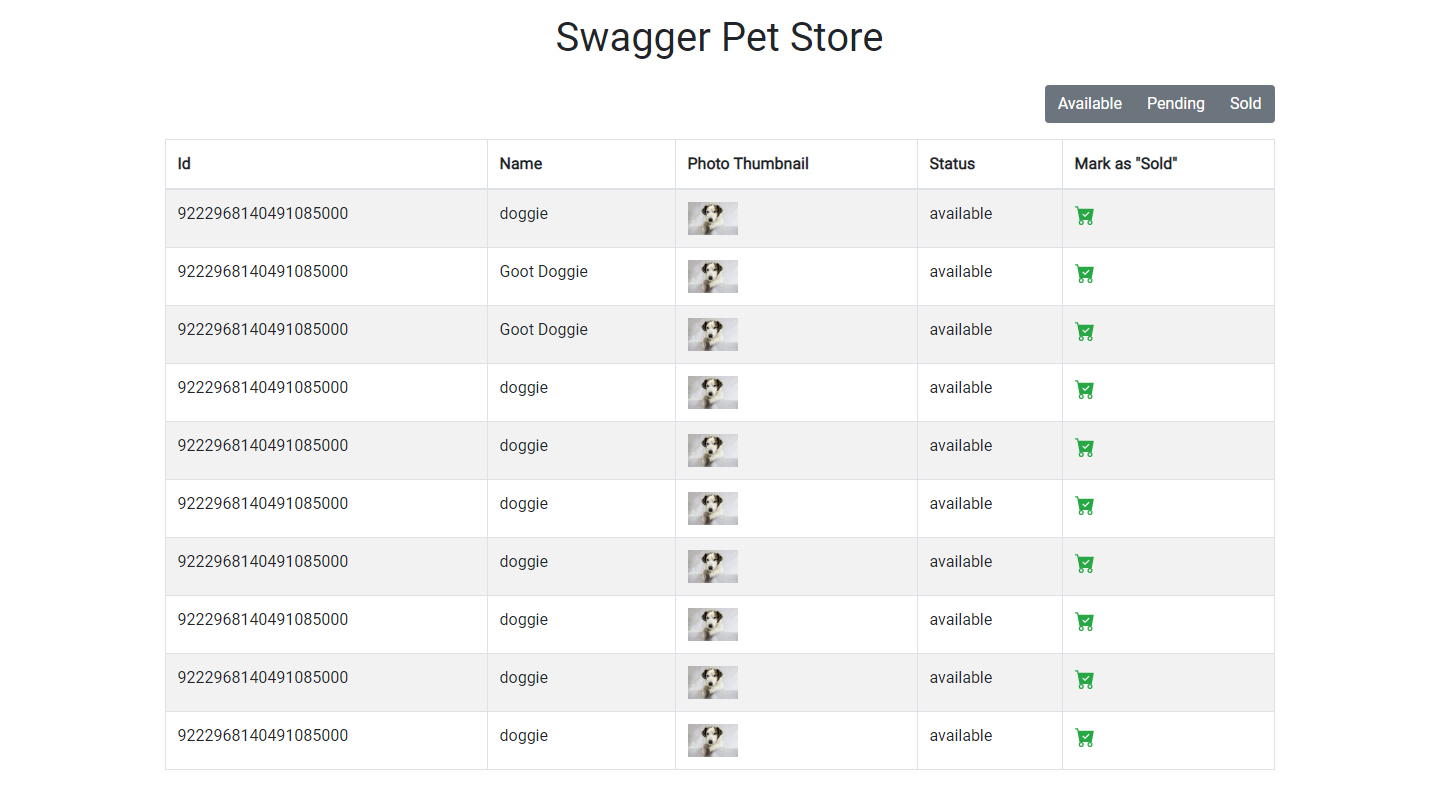 Swagger Pet Store
Available Pending Sold
Id Name Photo Thumbnail Status Mark as "Sold"
9222968140491085000 doggie available
9222968140491085000 Goot Doggie available
9222968140491085000 Goot Doggie available
9222968140491085000 doggie available
9222968140491085000 doggie available
9222968140491085000 doggie available
9222968140491085000 doggie available
9222968140491085000 doggie available
9222968140491085000 doggie available
9222968140491085000 doggie available